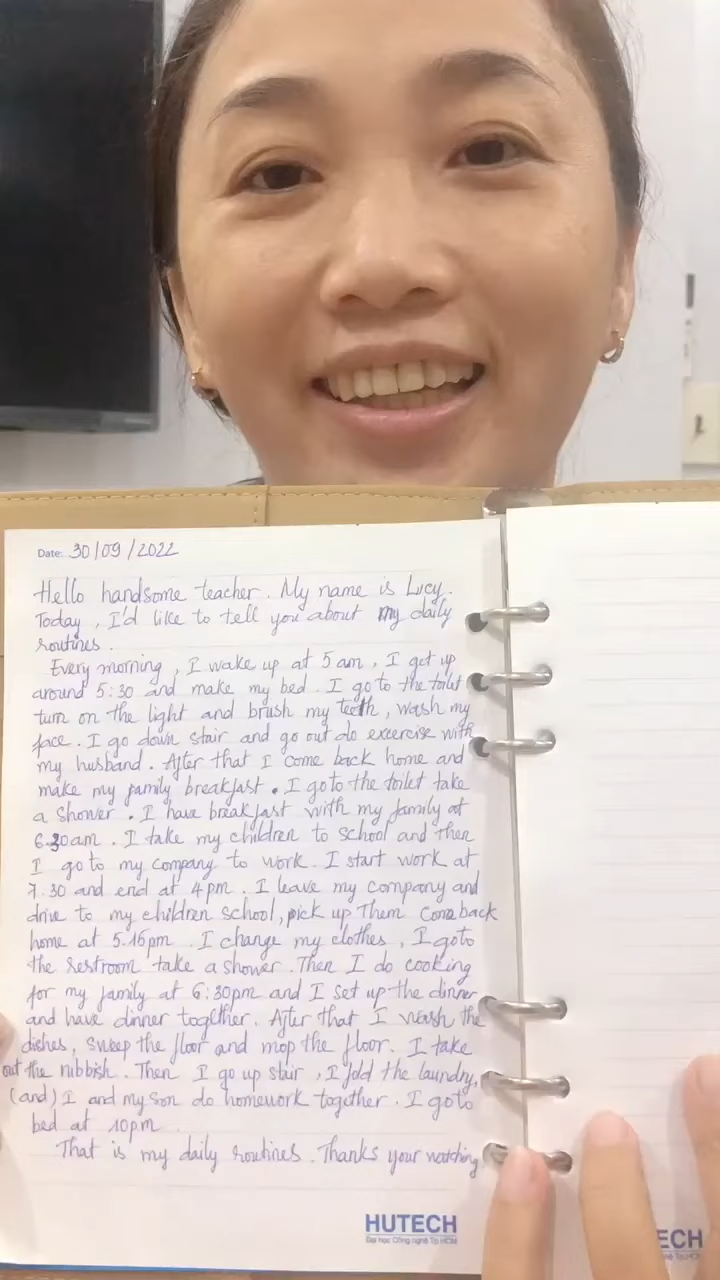 Date: 30/09/2022
Hello handsome teacher. My name is Lucy.
Today, I'd like to tell you about my daily
routines.
Every morning, I wake up at 5 am, I get up
around 5:30 and make my bed. I go to the toilet
turn on the light and brush my teeth, wash my
face. I go down stair and go out do excercise with
my husband. After that I come back home and
make my family breakfast. I go to the toilet take
a shower. I have breakfast with my family at
6.30am. I take my children to school and then
I go to my company to work. I start work at
7.30 and end at 4pm. I leave my company and
drive to my children school, pick up Them come back
home at 5.15pm. I change my clothes, I go to
the restroom take a shower. Then I do cooking
for my family at 6:30pm and I set up the dinner
and have dinner together. After that I wash the
dishes, sweep the floor and mop the floor. I take
out the rubbish. Then I go up stair, I fold the laundry,
(and) I and my son do homework together. I go to
bed at 10pm.
That is my daily routines. Thanks your watching
HUTECH
Đại học Công nghệ Tp.HCM
ECH